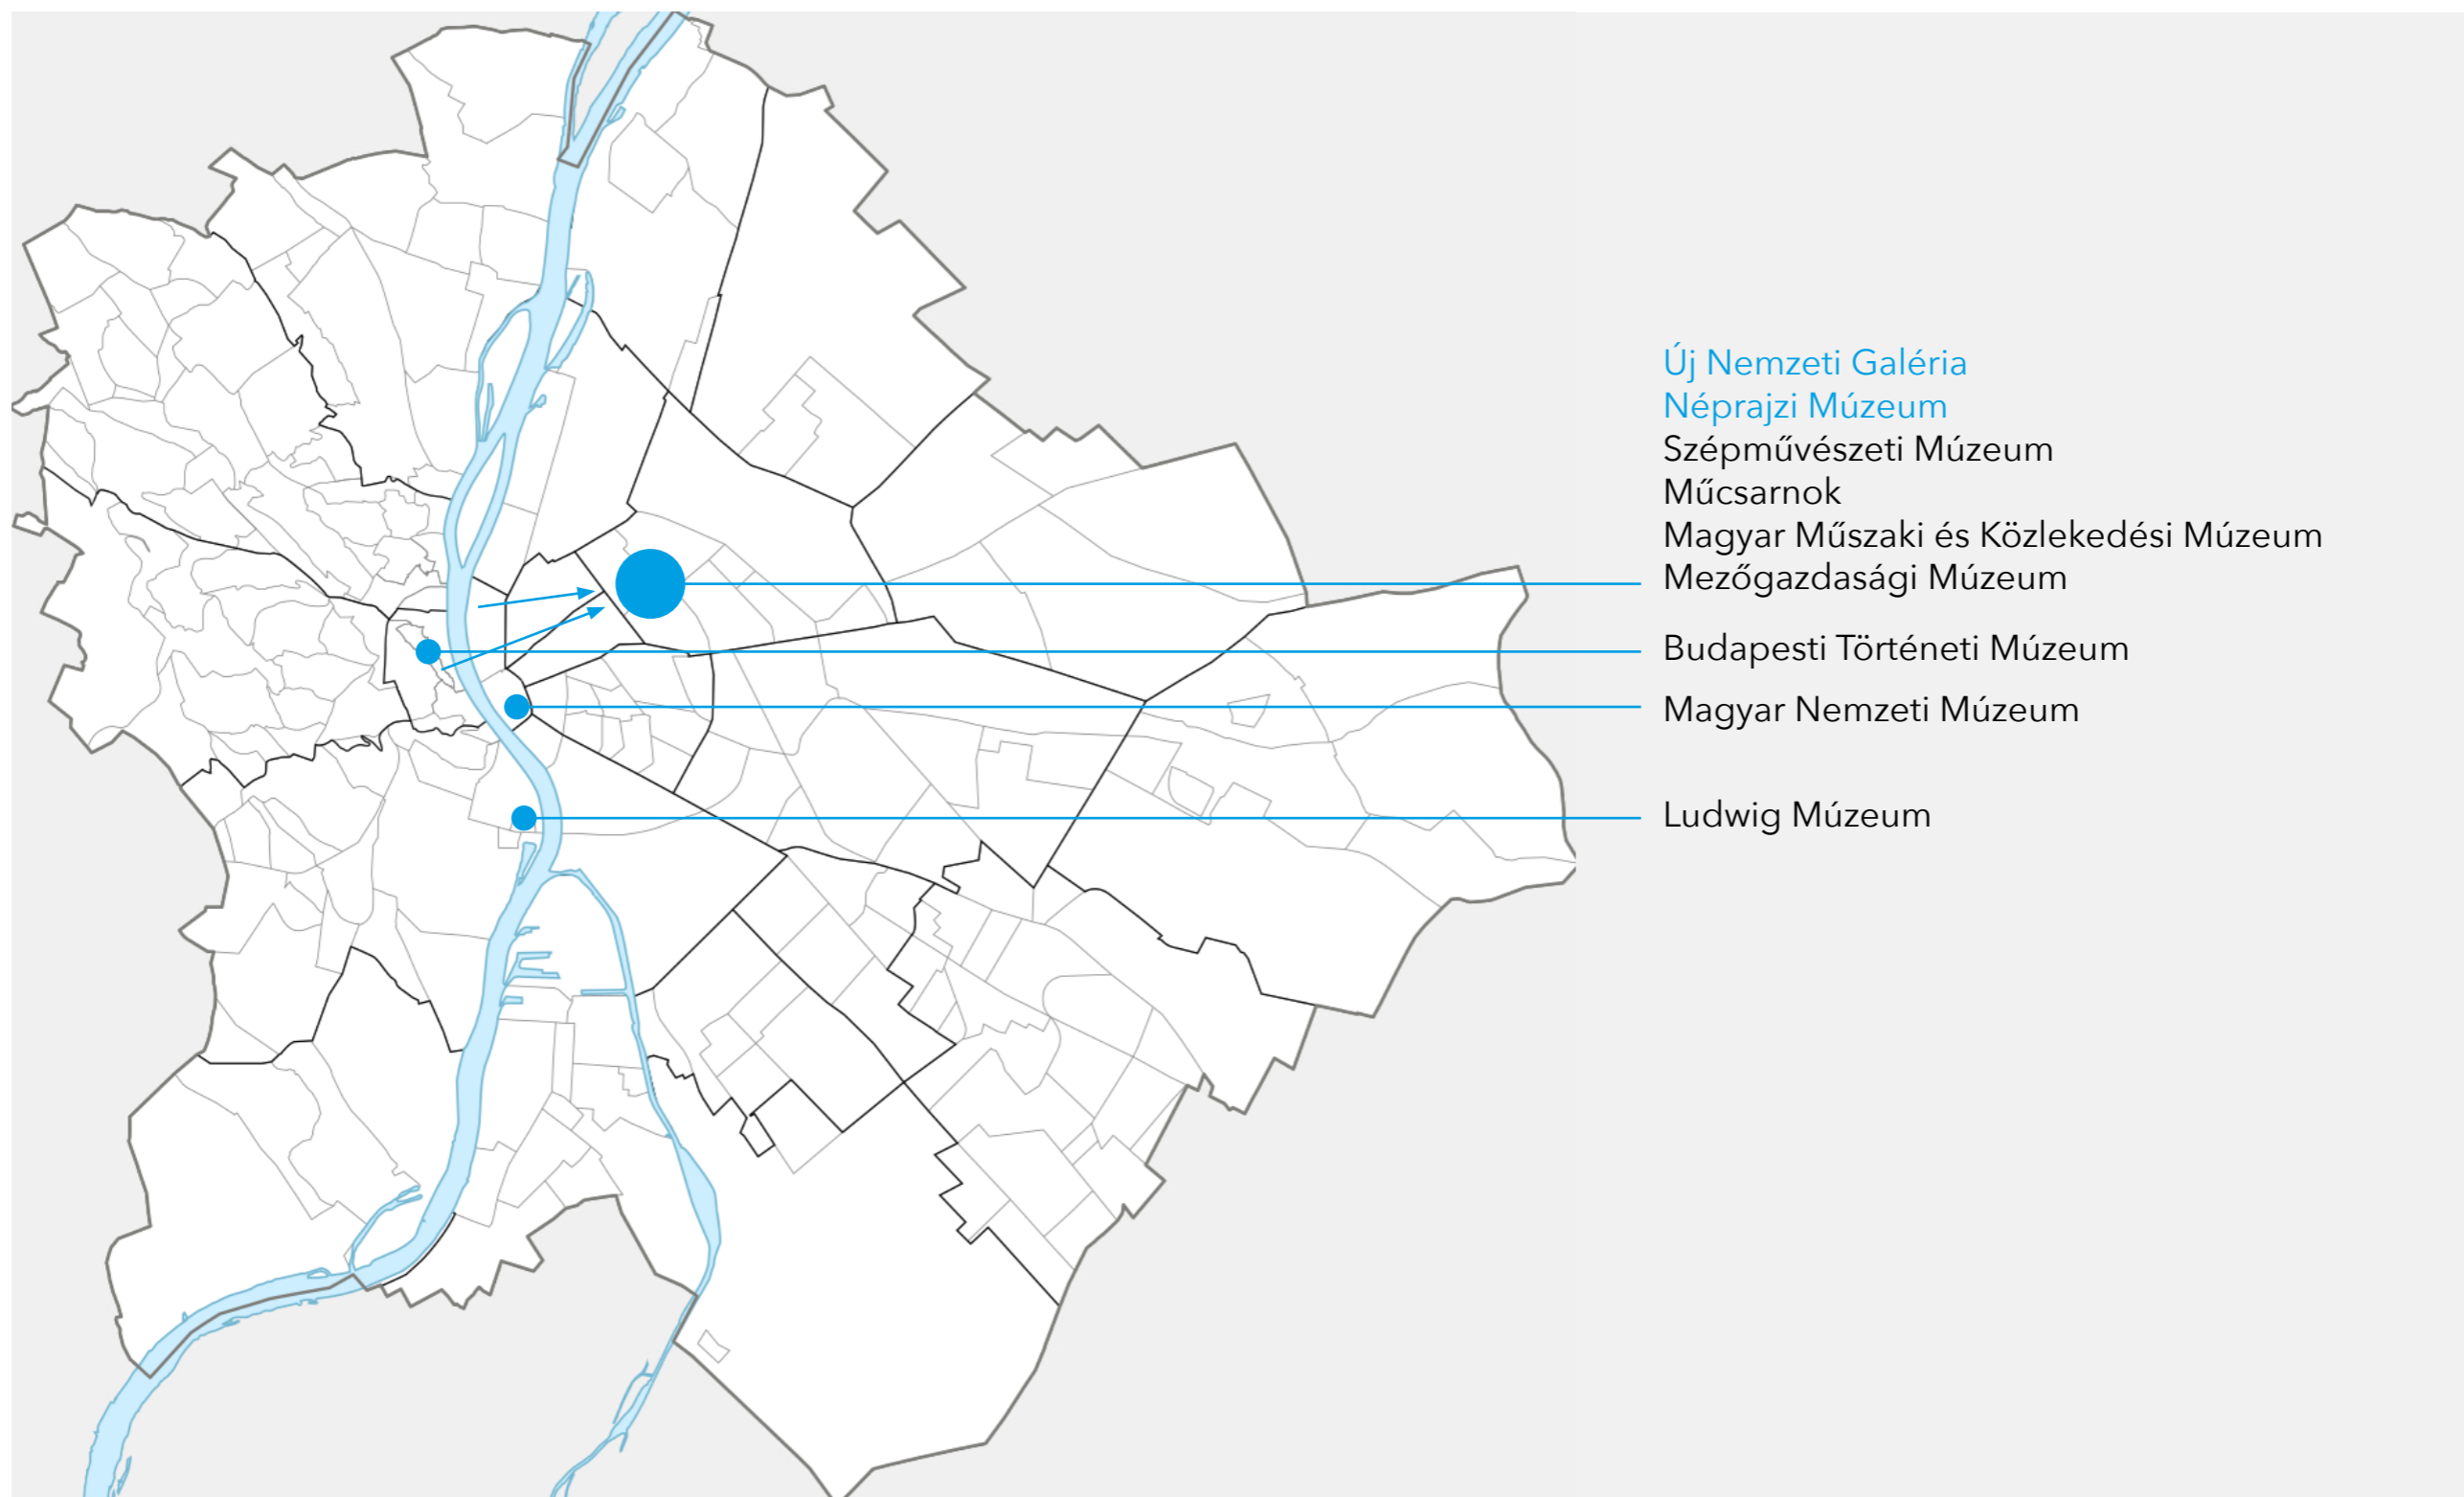 Új Nemzeti Galéria
Néprajzi Múzeum
Szépművészeti Múzeum
Műcsarnok
Magyar Műszaki és Közlekedési Múzeum
Mezőgazdasági Múzeum
Budapesti Történeti Múzeum
Magyar Nemzeti Múzeum
Ludwig Múzeum